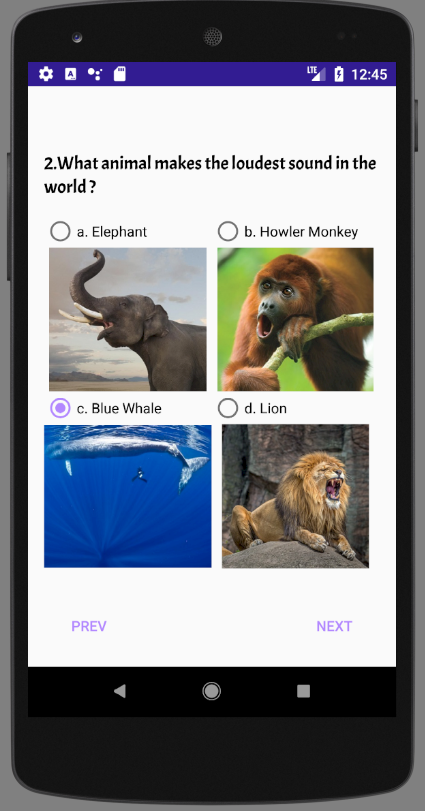 LTE 12:45
2.What animal makes the loudest sound in the
world ?
a. Elephant
b. Howler Monkey
c. Blue Whale
d. Lion
PREV
NEXT